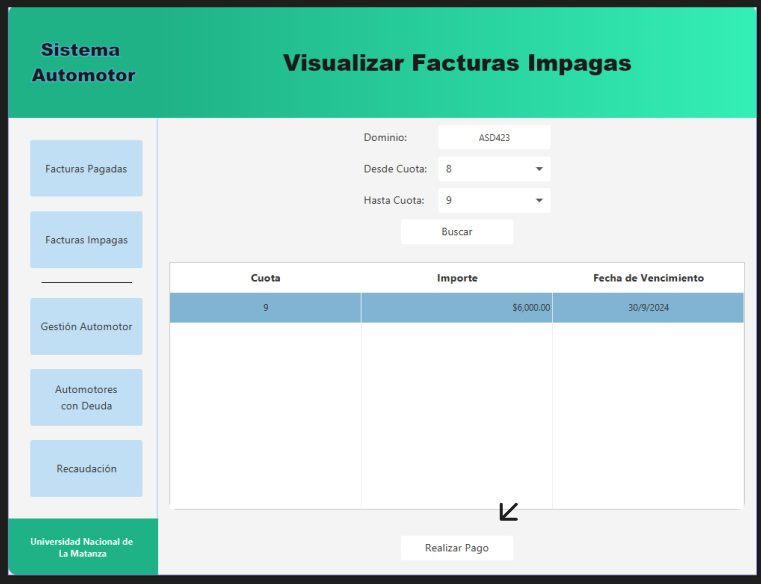 Sistema
Automotor
Visualizar Facturas Impagas
Facturas Pagadas
Facturas Impagas
Gestión Automotor
Automotores
con Deuda
Recaudación
Universidad Nacional de
La Matanza
Dominio: ASD423
Desde Cuota: 8
Hasta Cuota: 9
Buscar
Cuota Importe Fecha de Vencimiento
9 $6,000.00 30/9/2024
Realizar Pago